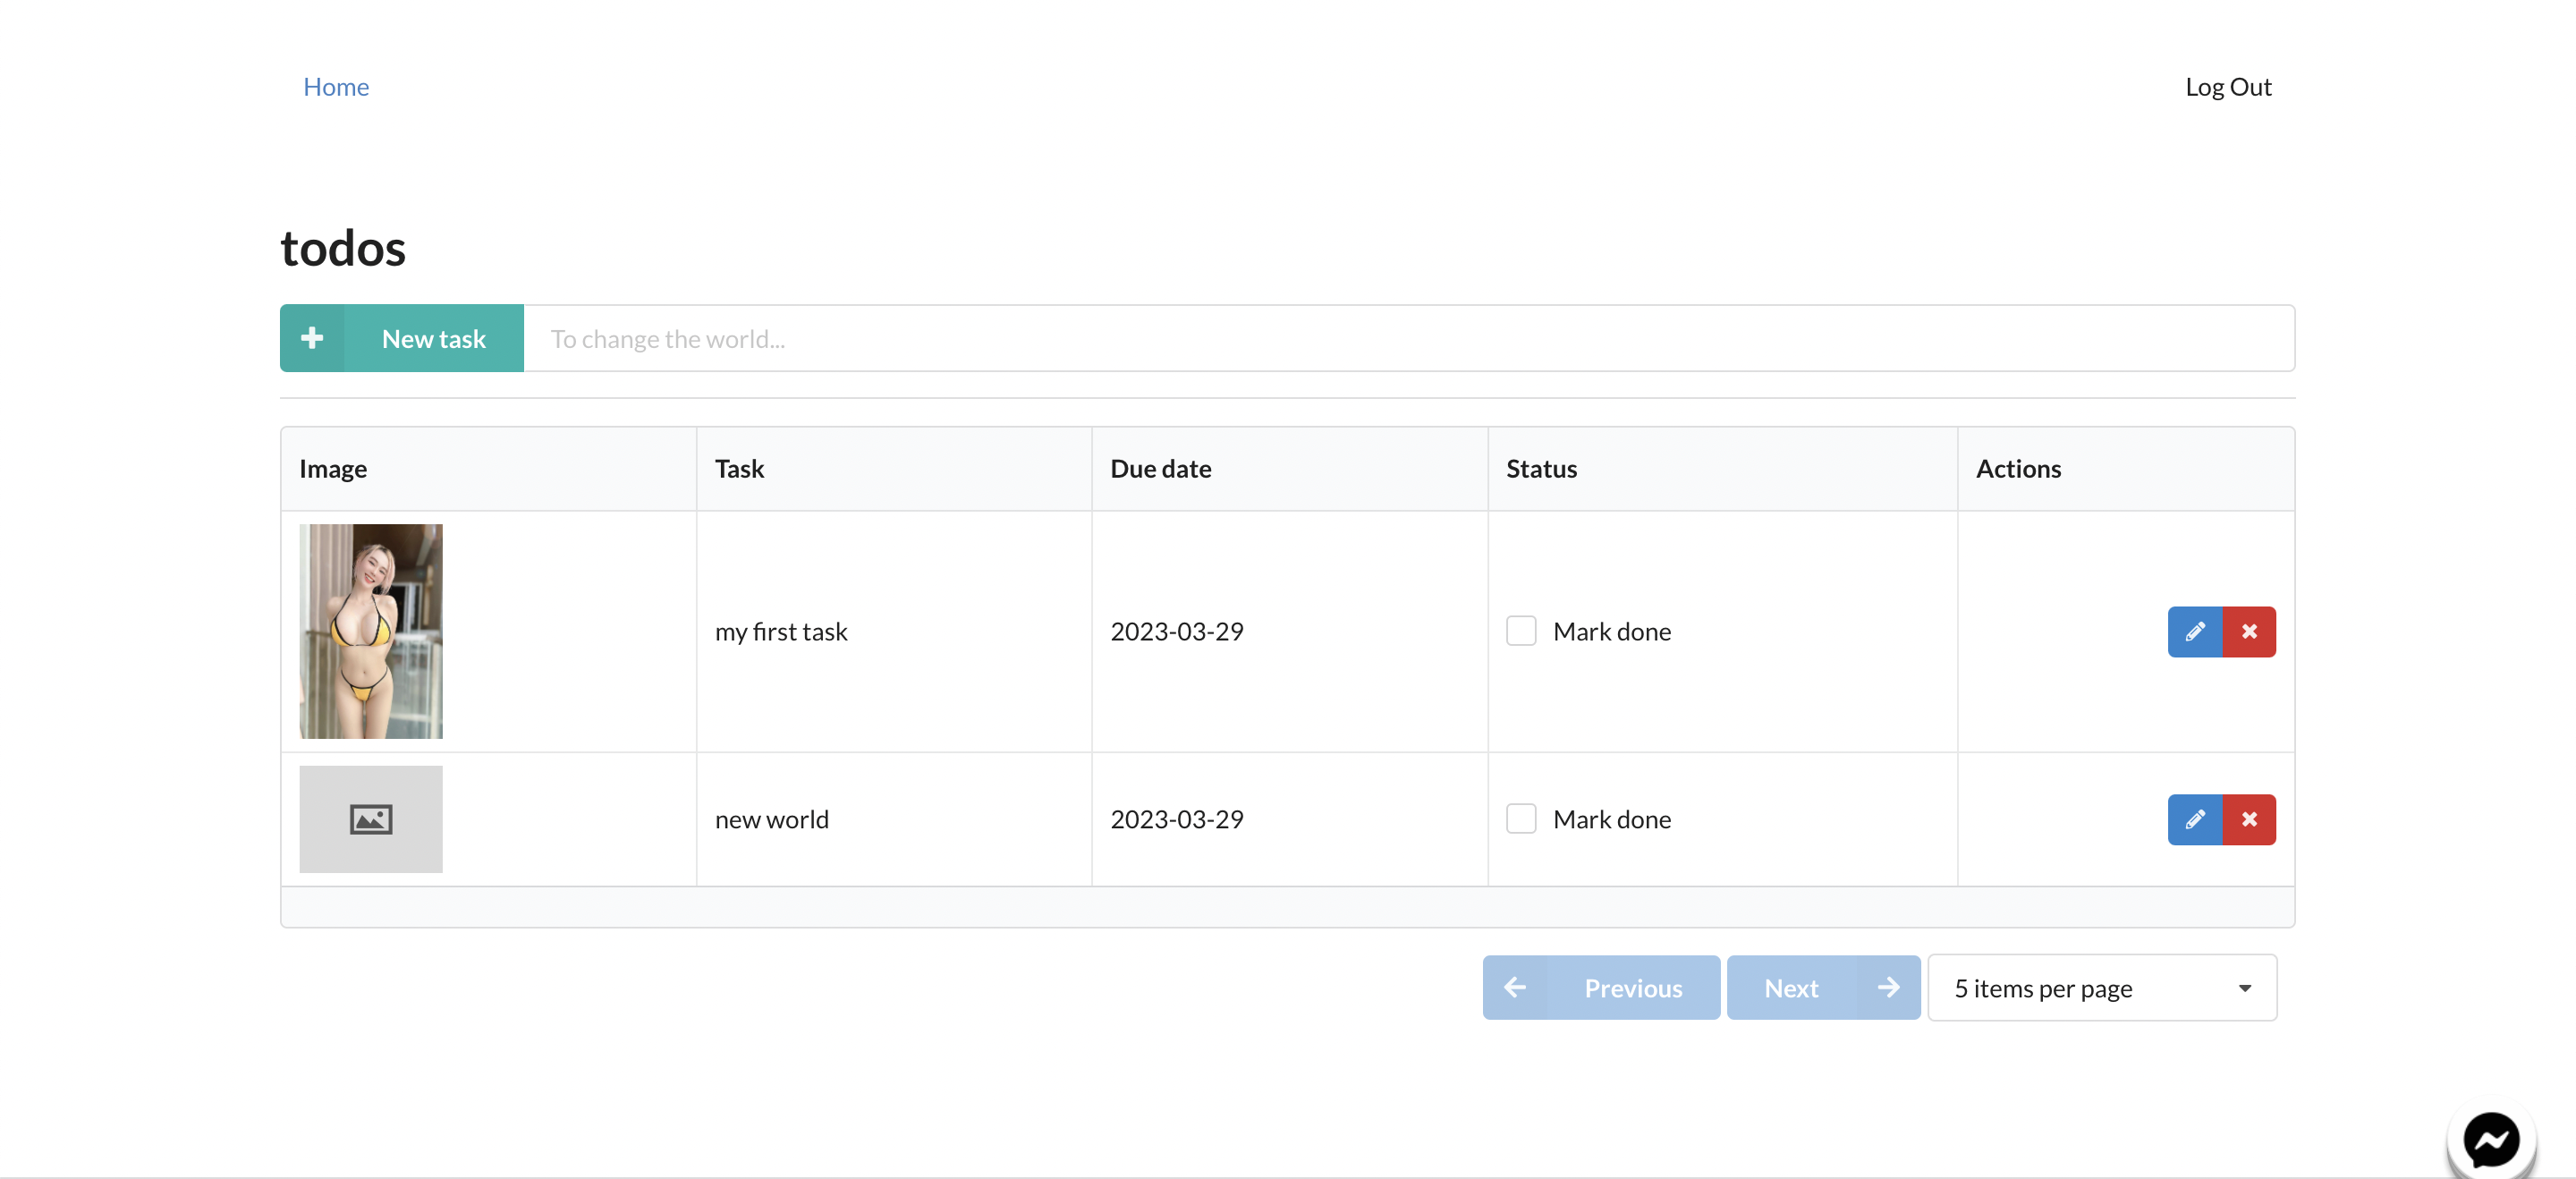 Home
Log Out
todos
New task
To change the world...
Image Task Due date Status Actions
my first task 2023-03-29 Mark done
new world 2023-03-29 Mark done
Previous Next 5 items per page